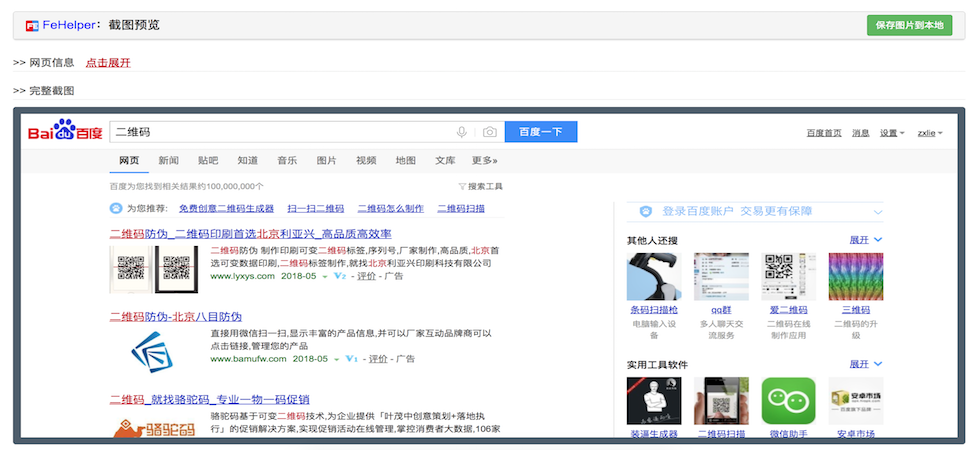 FeHelper：截图预览
保存图片到本地
>> 网页信息 点击展开
>> 完整截图
Bai du 百度
二维码
百度一下
百度首页 消息 设置 zxlie
网页 新闻 贴吧 知道 音乐 图片 视频 地图 文库 更多»
百度为您找到相关结果约100,000,000个
搜索工具
为您推荐: 免费创意二维码生成器 扫一扫二维码 二维码怎么制作 二维码扫描
二维码防伪_二维码印刷首选北京利亚兴_高品质高效率
二维码防伪 制作印刷可变二维码标签,序列号,厂家制作,高品质,北京首
选可变数据印刷,二维码标签制作,就找北京利亚兴印刷科技有限公司
www.lyxys.com 2018-05 V2 - 评价 - 广告
二维码防伪-北京八目防伪
直接用微信扫一扫,显示丰富的产品信息,并可以厂家互动品牌商可以
点击链接,管理您的产品
www.bamufw.com 2018-05 V1 - 评价 - 广告
二维码_就找骆驼码_专业一物一码促销
骆驼码
骆驼码基于可变二维码技术,为企业提供「叶茂中创意策划+落地执
行」的促销解决方案,实现促销活动在线管理,掌控消费者大数据,106家
登录百度账户 交易更有保障
其他人还搜 展开
条码扫描枪 qq群 爱二维码 三维码
电脑输入设
备
多人聊天交
流服务
二维码在线
制作应用
二维码的升
级
实用工具软件 展开
安卓市场
装逼生成器 二维码扫描 微信助手 安卓市场